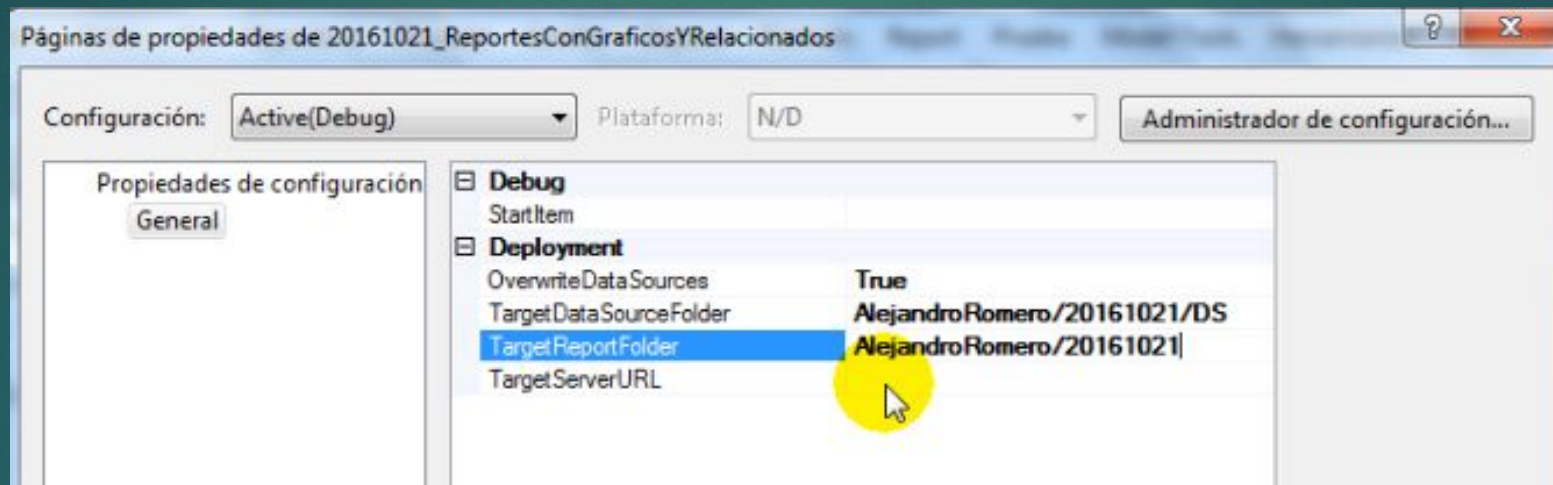 Páginas de propiedades de 20161021_ReportesConGraficosYRelacionados
Configuración: Active(Debug) Plataforma: N/D Administrador de configuración...
Propiedades de configuración
General
Debug
StartItem
Deployment
OverwriteDataSources True
TargetDataSourceFolder AlejandroRomero/20161021/DS
TargetReportFolder AlejandroRomero/20161021
TargetServerURL